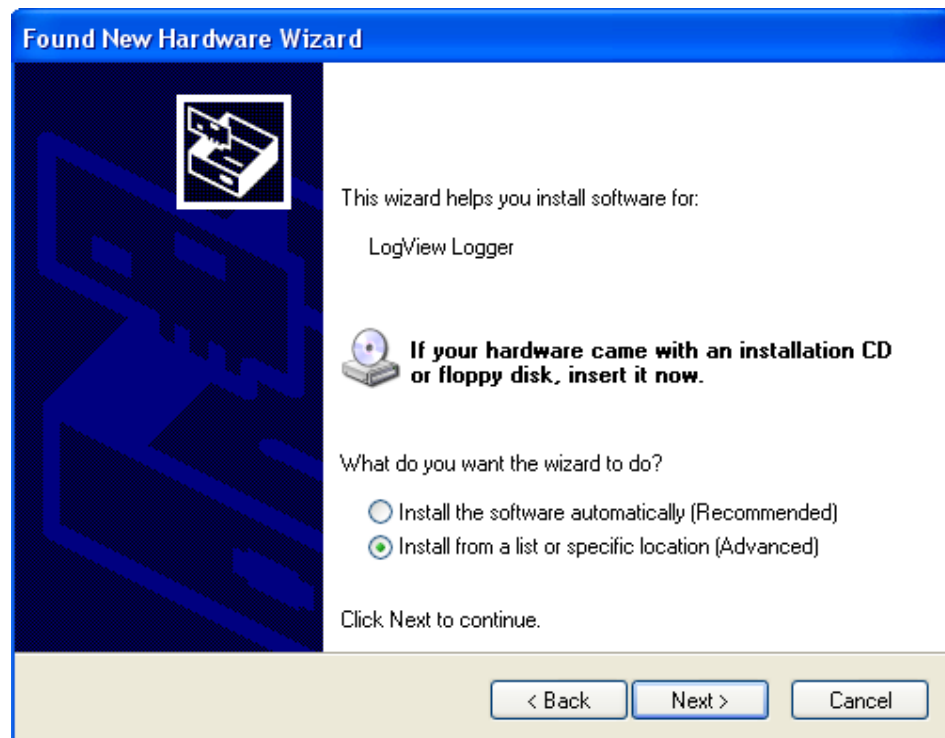 Found New Hardware Wizard
This wizard helps you install software for:
LogView Logger
If your hardware came with an installation CD
or floppy disk, insert it now.
What do you want the wizard to do?
Install the software automatically (Recommended)
Install from a list or specific location (Advanced)
Click Next to continue.
< Back Next > Cancel